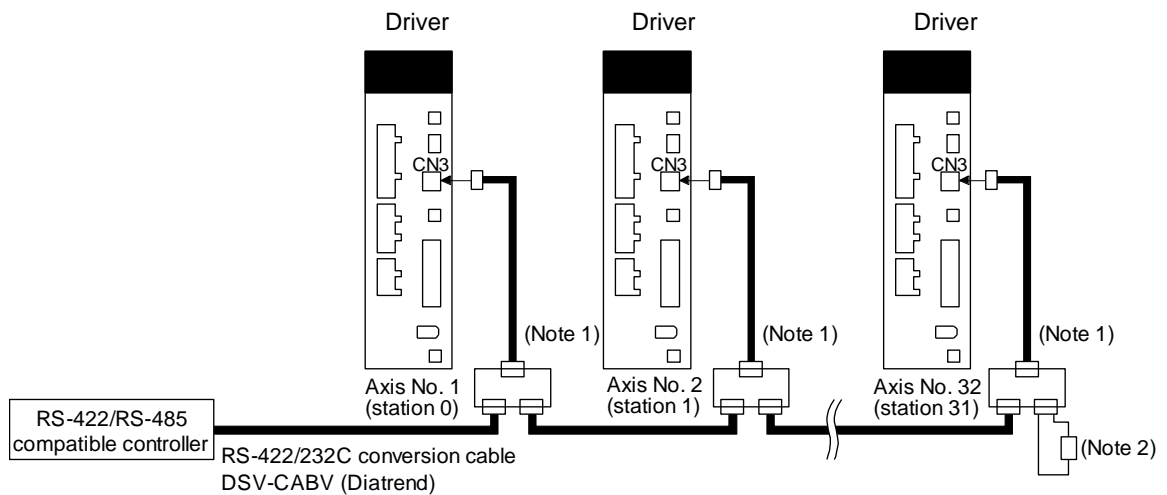 Driver
Driver
Driver
CN3
CN3
CN3
(Note 1)
(Note 1)
(Note 1)
Axis No. 1
(station 0)
Axis No. 2
(station 1)
Axis No. 32
(station 31)
RS-422/RS-485
compatible controller
RS-422/232C conversion cable
DSV-CABV (Diatrend)
(Note 2)